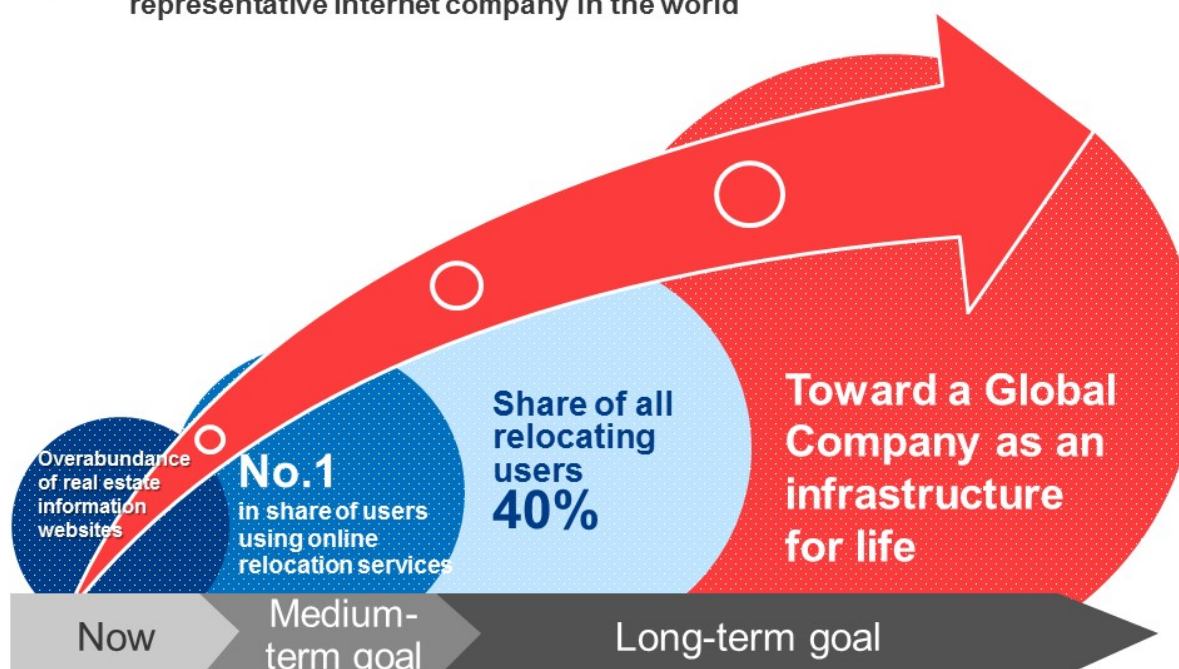 representative Internet company in the world
Overabundance
of real estate
information
websites
No.1
in share of users
using online
relocation services
Share of all
relocating
users
40%
Toward a Global
Company as an
infrastructure
for life
Now
Medium-
term goal
Long-term goal